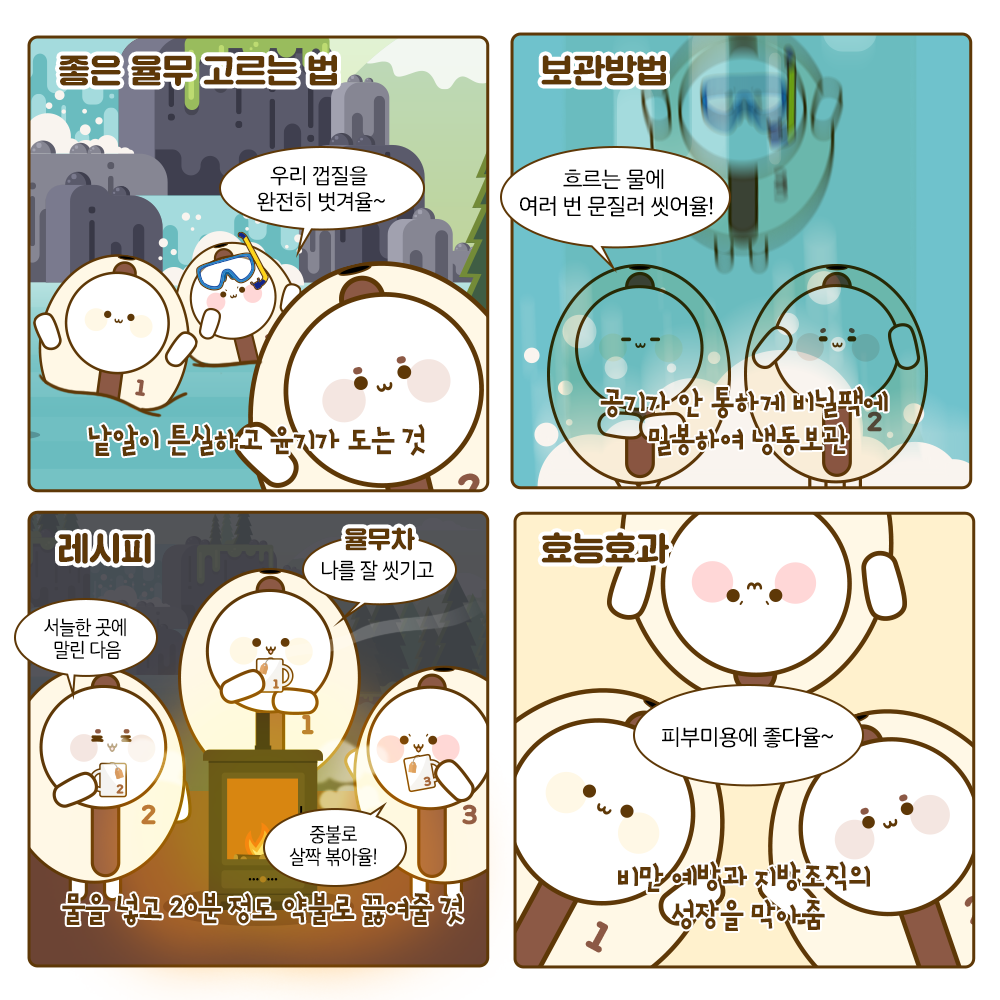 좋은 율무 고르는 법
우리 껍질을
완전히 벗겨율~
1
2
낱알이 튼실하고 윤기가 도는 것
보관방법
흐르는 물에
여러 번 문질러 씻어율!
공기가 안 통하게 비닐팩에
밀봉하여 냉동보관
2
레시피
율무차
나를 잘 씻기고
서늘한 곳에
말린 다음
1
1
2
2
3
3
중불로
살짝 볶아율!
물을 넣고 20분 정도 약불로 끓여줄 것
효능효과
피부미용에 좋다율~
비만 예방과 지방조직의
성장을 막아줌
1